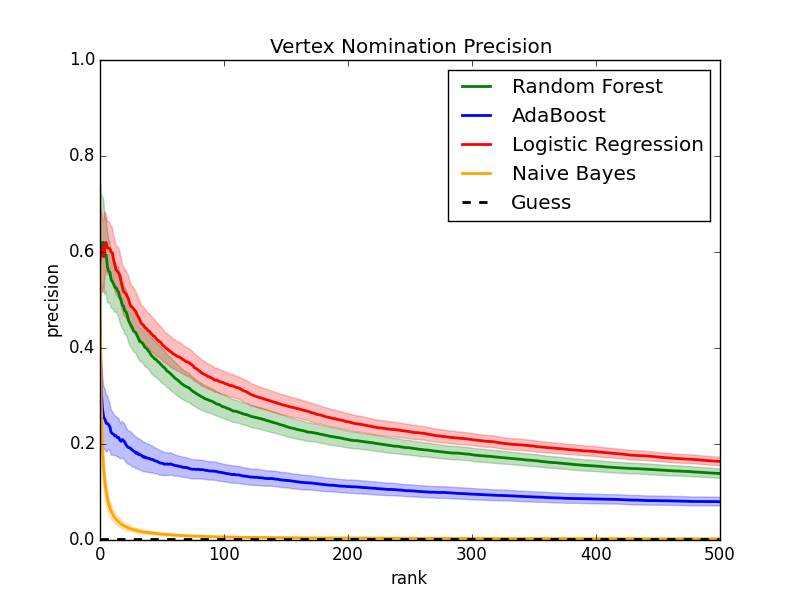 Vertex Nomination Precision
1.0
0.8
0.6
0.4
0.2
0.0
precision
Random Forest
AdaBoost
Logistic Regression
Naive Bayes
Guess
0 100 200 300 400 500
rank